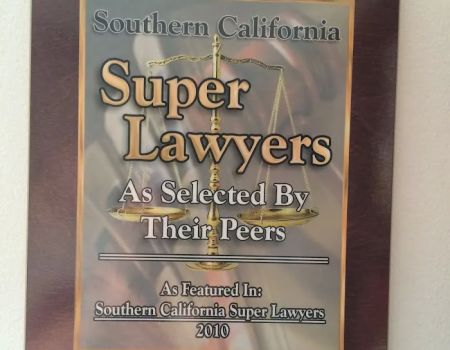 Southern California
Super
Lawyers
As Selected By
Their Peers
As Featured In:
Southern California Super Lawyers
2010